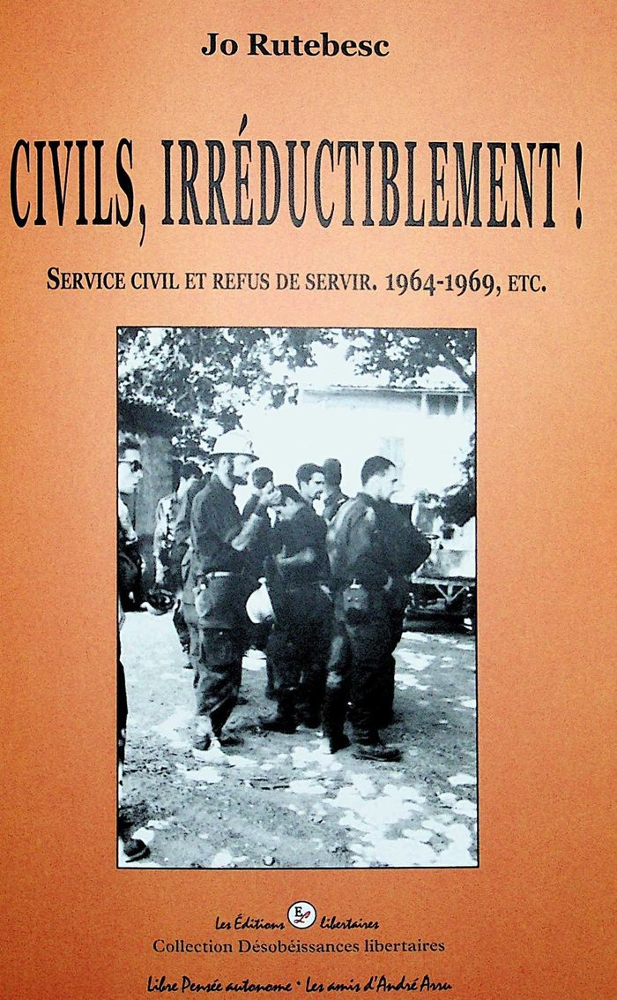 Jo Rutebesc
CIVILS, IRRÉDUCTIBLEMENT !
SERVICE CIVIL ET REFUS DE SERVIR. 1964-1969, ETC.
Les Éditions EL libertaires
Collection Désobéissances libertaires
Libre Pensée autonome • Les amis d'André Arru